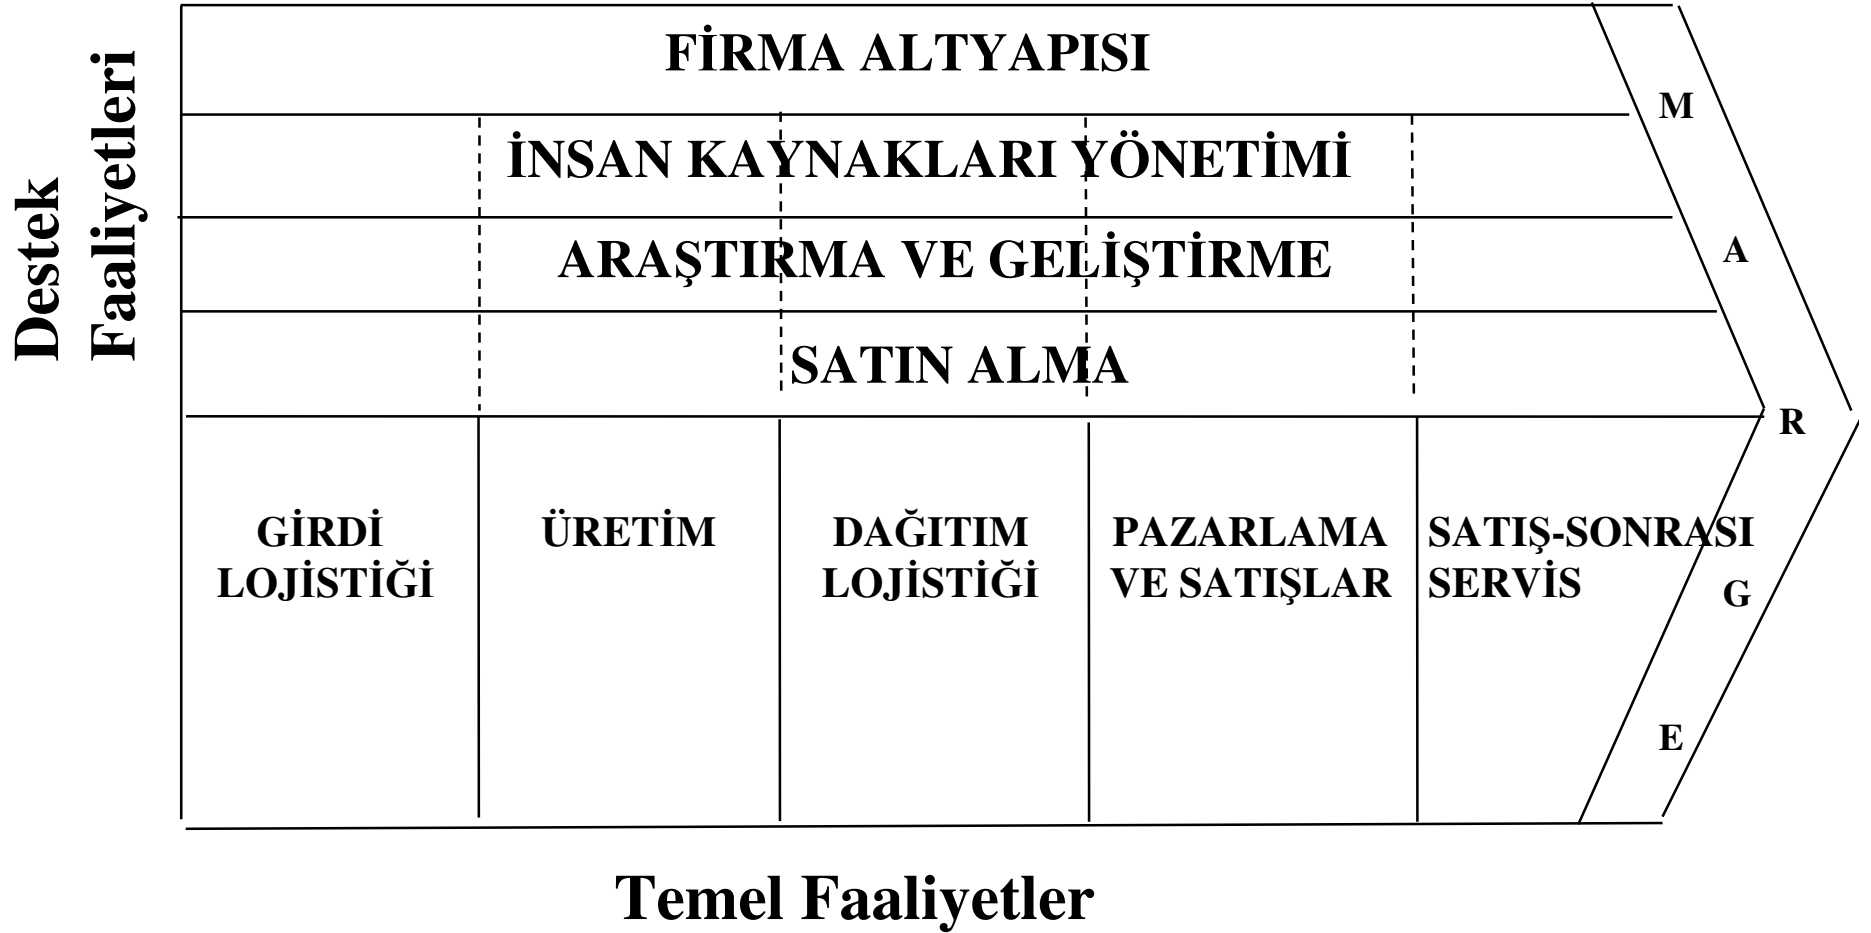 Destek
Faaliyetleri
FİRMA ALTYAPISI
İNSAN KAYNAKLARI YÖNETİMİ
ARAŞTIRMA VE GELİŞTİRME
SATIN ALMA
GİRDİ
LOJİSTİĞİ
ÜRETİM
DAĞITIM
LOJİSTİĞİ
PAZARLAMA
VE SATIŞLAR
SATIŞ-SONRASI
SERVİS
M
A
R
G
E
Temel Faaliyetler